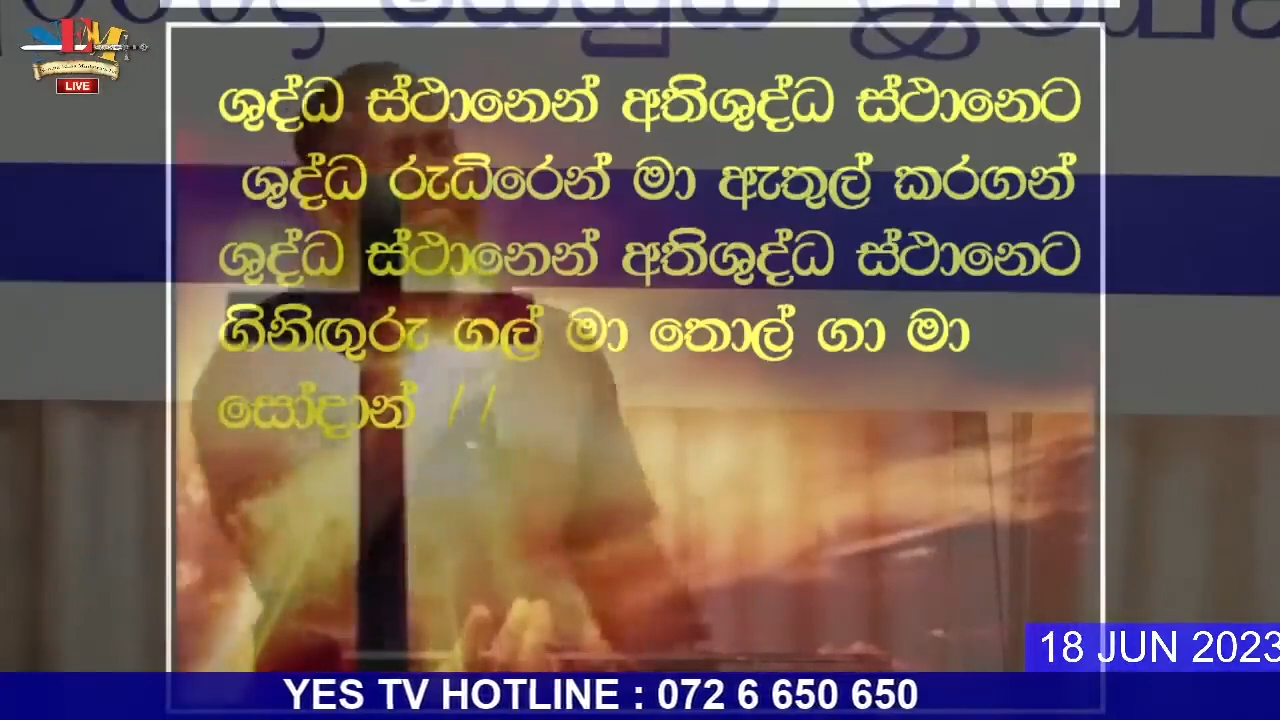 LIVE
ශුද්ධ ස්ථානෙන් අතිශුද්ධ ස්ථානෙට
ශුද්ධ රුධිරෙන් මා ඇතුල් කරගන්
ශුද්ධ ස්ථානෙන් අතිශුද්ධ ස්ථානෙට
ගිනිඟුරු ගල් මා තොල් ගා මා
සෝදාන් //
18 JUN 2023
YES TV HOTLINE : 072 6 650 650